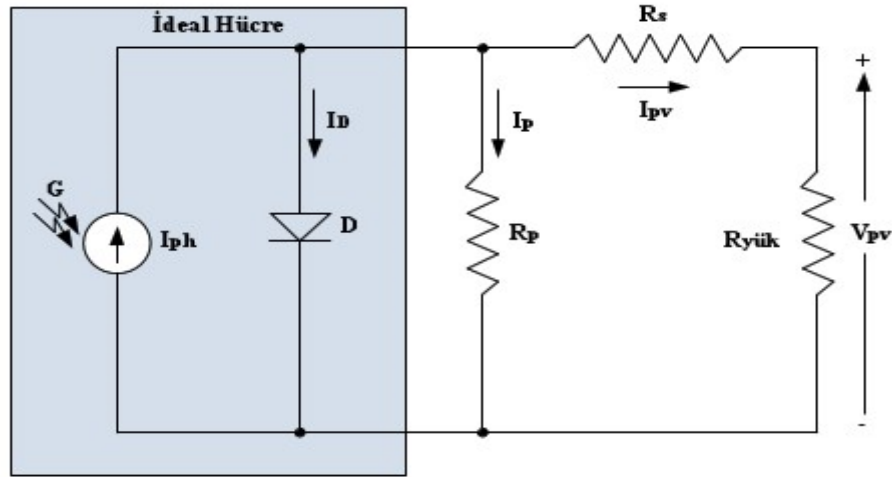 İdeal Hücre
Rs
ID
IP
IPV
+
G
Iph
D
RP
Ryük
VPV
-